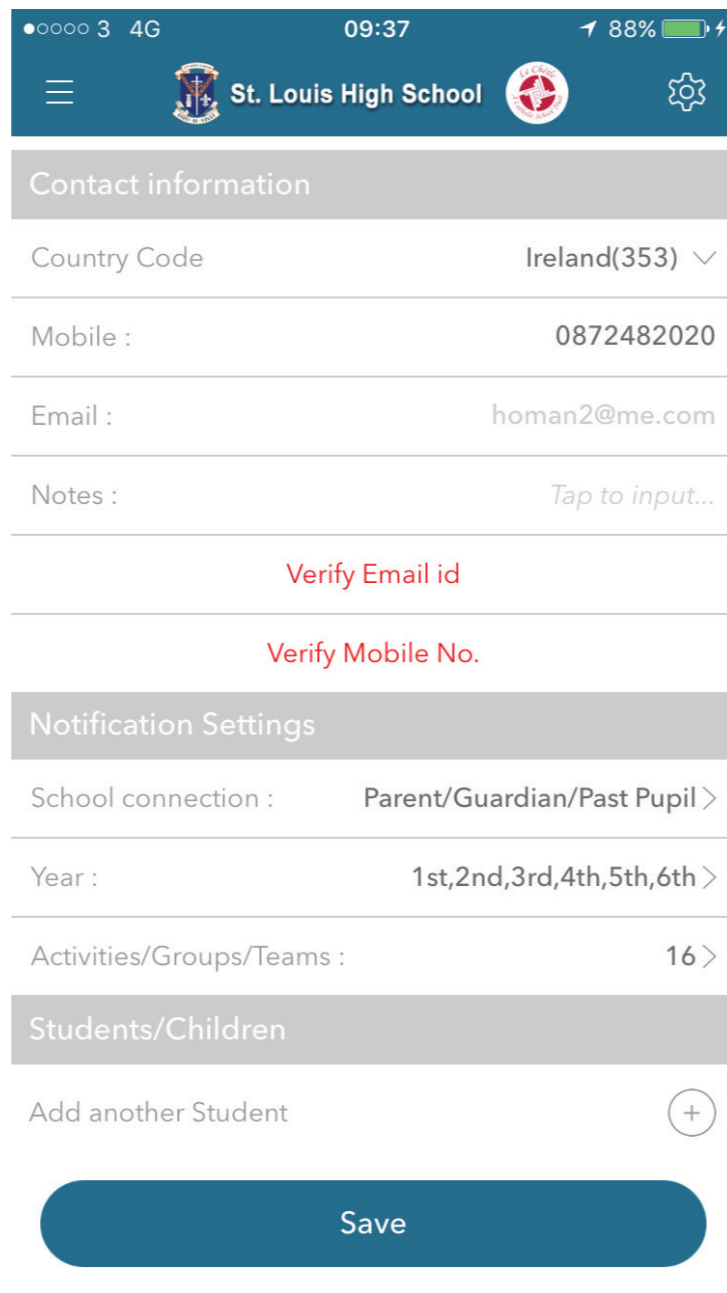 3 4G 09:37 88%
St. Louis High School
Contact information
Country Code Ireland(353)
Mobile : 0872482020
Email : homan2@me.com
Notes : Tap to input...
Verify Email id
Verify Mobile No.
Notification Settings
School connection : Parent/Guardian/Past Pupil
Year : 1st,2nd,3rd,4th,5th,6th
Activities/Groups/Teams : 16
Students/Children
Add another Student
Save